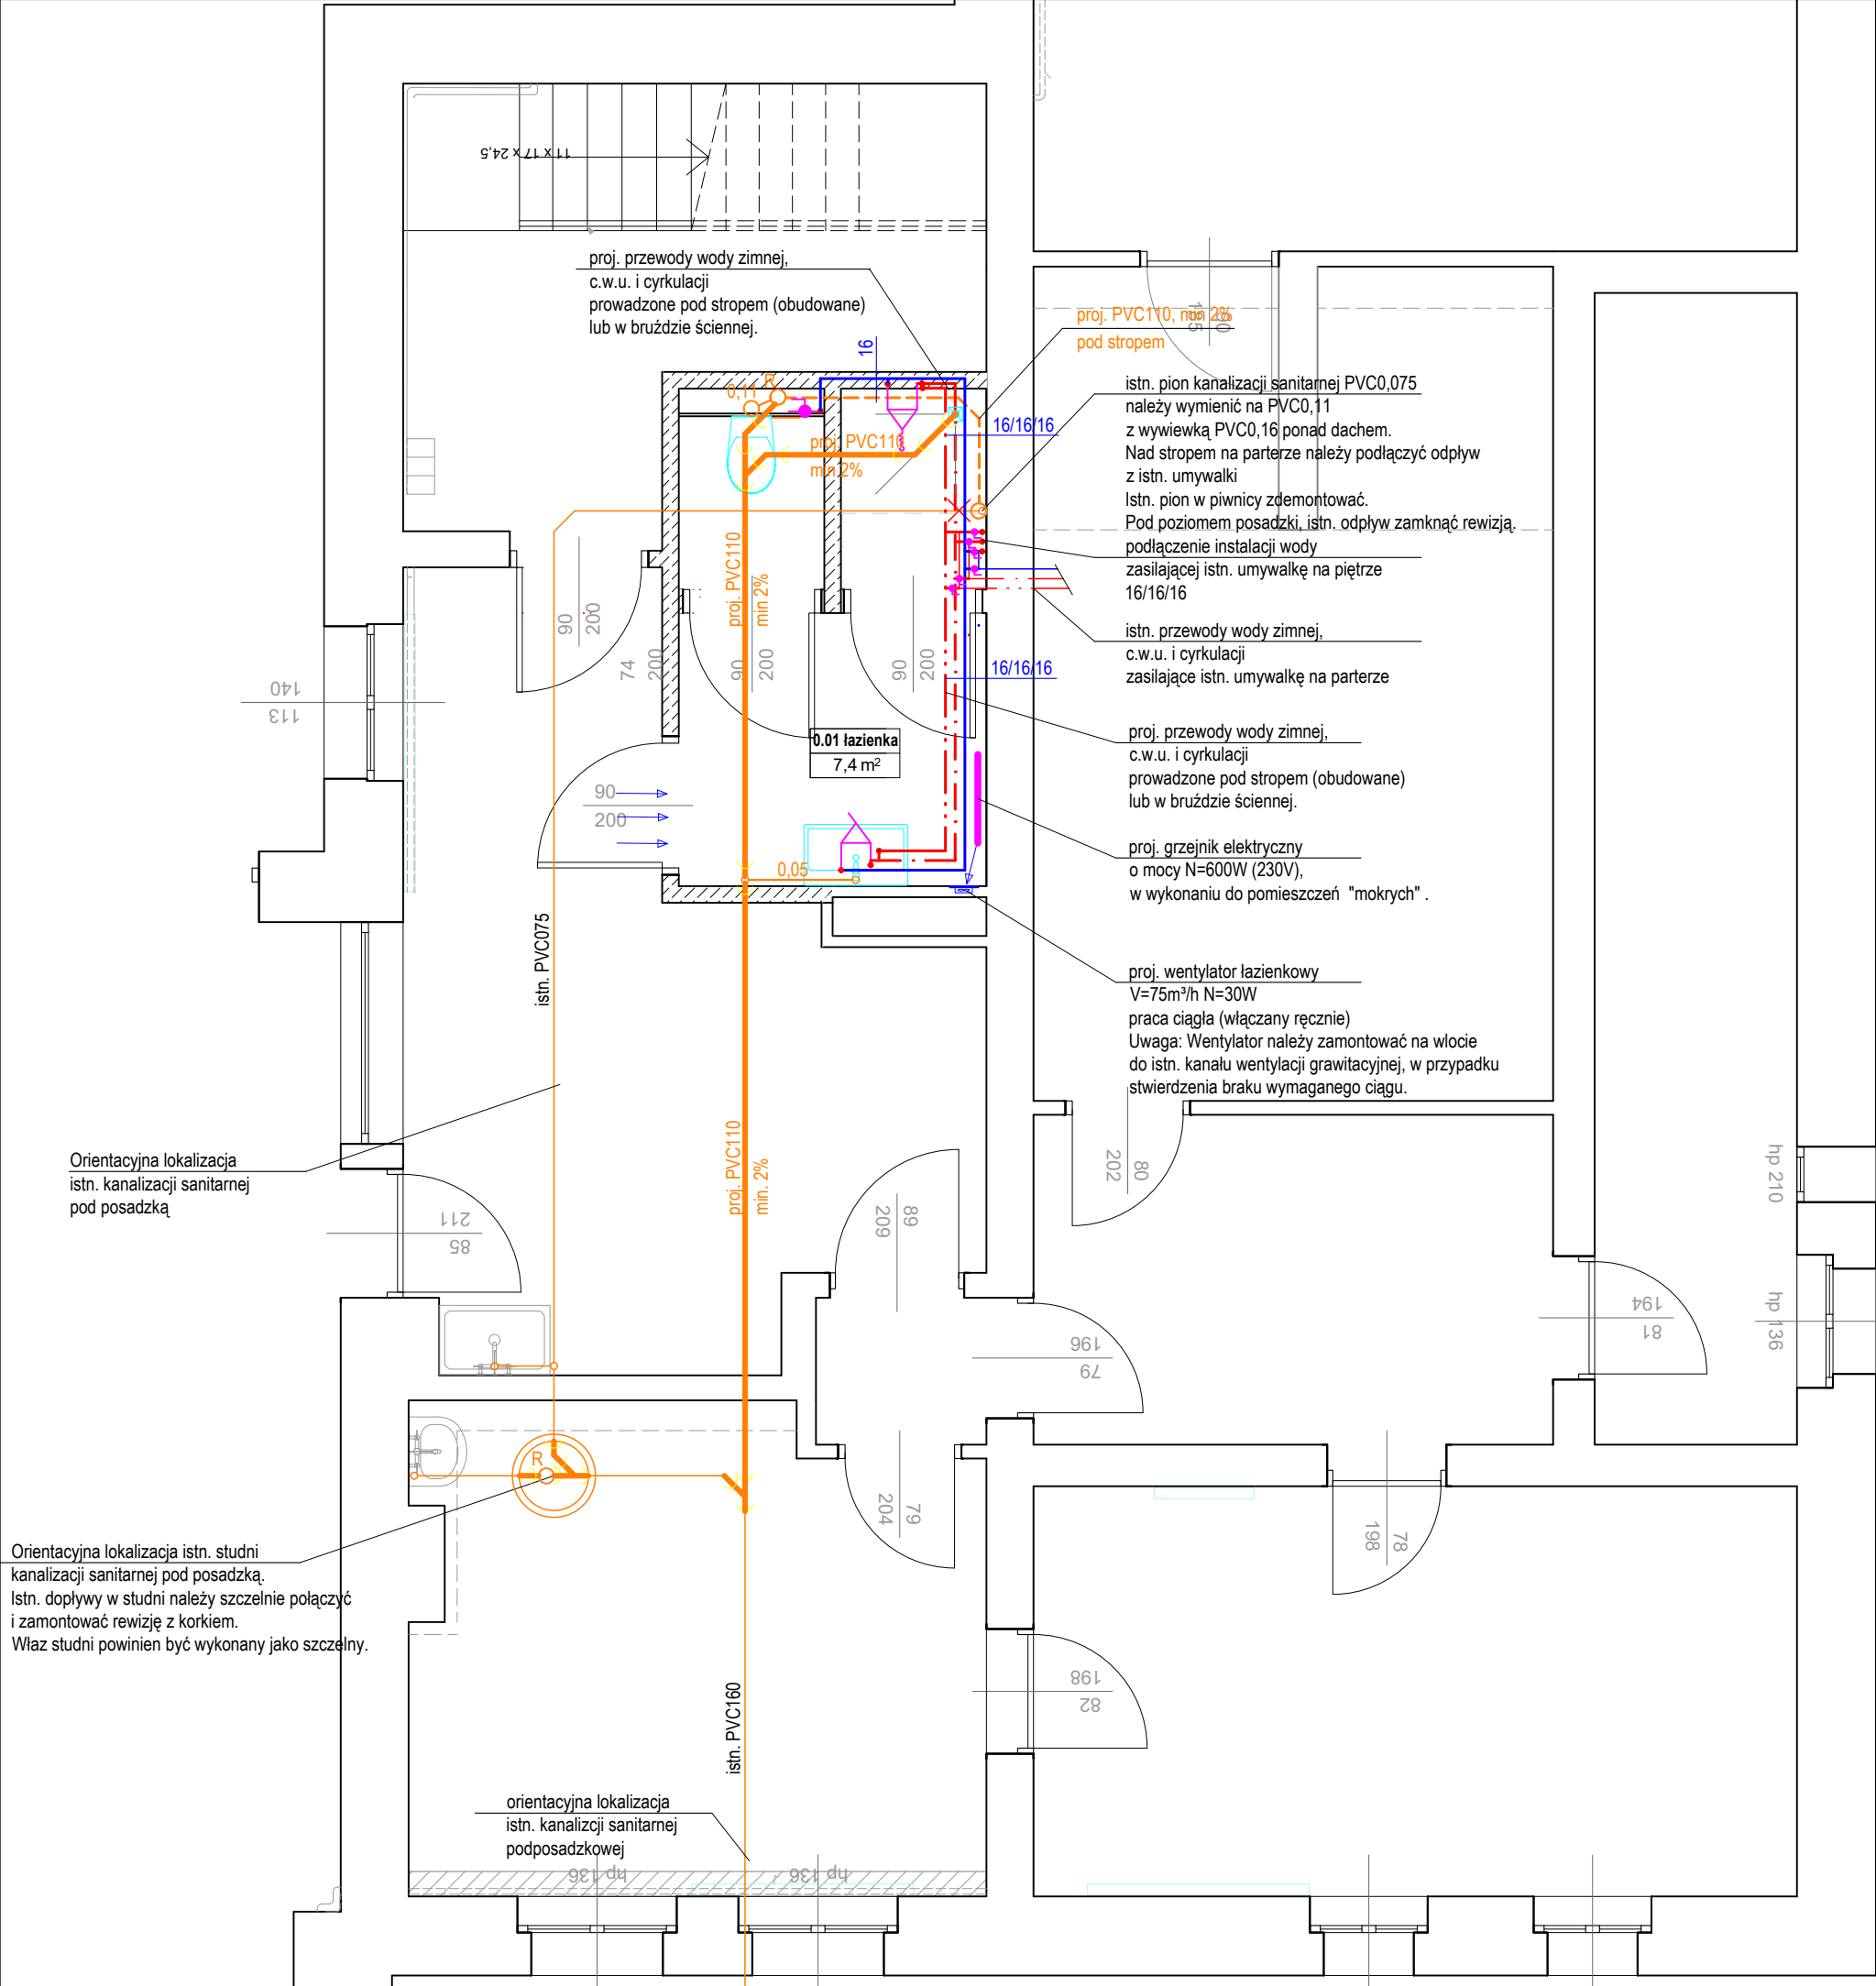 11 x 17 x 24,5
proj. przewody wody zimnej,
c.w.u. i cyrkulacji
prowadzone pod stropem (obudowane)
lub w bruździe ściennej.
16
proj. PVC110, min 2%
pod stropem
90
195
istn. pion kanalizacji sanitarnej PVC0,075
należy wymienić na PVC0,11
z wywiewką PVC0,16 ponad dachem.
Nad stropem na parterze należy podłączyć odpływ
z istn. umywalki
Istn. pion w piwnicy zdemontować.
Pod poziomem posadzki, istn. odpływ zamknąć rewizją.
podłączenie instalacji wody
zasilającej istn. umywalkę na piętrze
16/16/16
istn. przewody wody zimnej,
c.w.u. i cyrkulacji
zasilające istn. umywalkę na parterze
0,11
R
proj. PVC110
min 2%
16/16/16
proj. PVC110
min 2%
90
200
74
200
90
200
90
200
16/16/16
140
113
0.01 łazienka
7,4 m²
proj. przewody wody zimnej,
c.w.u. i cyrkulacji
prowadzone pod stropem (obudowane)
lub w bruździe ściennej.
90
200
0,05
proj. grzejnik elektryczny
o mocy N=600W (230V),
w wykonaniu do pomieszczeń "mokrych" .
istn. PVC075
proj. wentylator łazienkowy
V=75m³/h N=30W
praca ciągła (włączany ręcznie)
Uwaga: Wentylator należy zamontować na wlocie
do istn. kanału wentylacji grawitacyjnej, w przypadku
stwierdzenia braku wymaganego ciągu.
Orientacyjna lokalizacja
istn. kanalizacji sanitarnej
pod posadzką
proj. PVC110
min. 2%
80
202
hp 210
211
85
89
209
194
81
hp 136
196
79
R
79
204
78
198
Orientacyjna lokalizacja istn. studni
kanalizacji sanitarnej pod posadzką.
Istn. dopływy w studni należy szczelnie połączyć
i zamontować rewizję z korkiem.
Właz studni powinien być wykonany jako szczelny.
198
82
istn. PVC160
orientacyjna lokalizacja
istn. kanalizcji sanitarnej
podposadzkowej
hp 136
hp 136